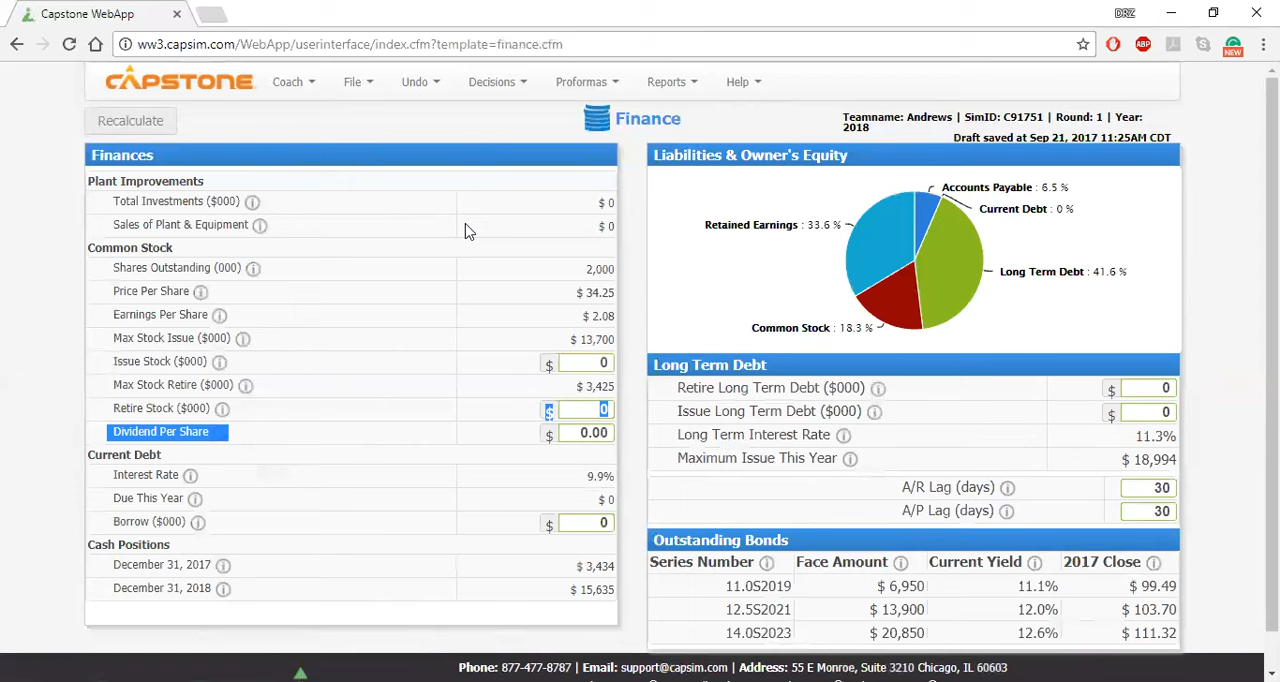 Capstone WebApp
DRZ
ww3.capsim.com/WebApp/userinterface/index.cfm?template=finance.cfm
ABP
NEW
CAPSTONE Coach File Undo Decisions Proformas Reports Help
Recalculate
Finance
Teamname: Andrews | SimID: C91751 | Round: 1 | Year:
2018
Draft saved at Sep 21, 2017 11:25AM CDT
Finances
Plant Improvements
Total Investments ($000) $ 0
Sales of Plant & Equipment $ 0
Common Stock
Shares Outstanding (000) 2,000
Price Per Share $ 34.25
Earnings Per Share $ 2.08
Max Stock Issue ($000) $ 13,700
Issue Stock ($000) $ 0
Max Stock Retire ($000) $ 3,425
Retire Stock ($000) $ 0
Dividend Per Share $ 0.00
Current Debt
Interest Rate 9.9%
Due This Year $ 0
Borrow ($000) $ 0
Cash Positions
December 31, 2017 $ 3,434
December 31, 2018 $ 15,635
Liabilities & Owner's Equity
Accounts Payable : 6.5 %
Current Debt : 0 %
Retained Earnings : 33.6 %
Long Term Debt : 41.6 %
Common Stock : 18.3 %
Long Term Debt
Retire Long Term Debt ($000) $ 0
Issue Long Term Debt ($000) $ 0
Long Term Interest Rate 11.3%
Maximum Issue This Year $ 18,994
A/R Lag (days) 30
A/P Lag (days) 30
Outstanding Bonds
Series Number Face Amount Current Yield 2017 Close
11.0S2019 $ 6,950 11.1% $ 99.49
12.5S2021 $ 13,900 12.0% $ 103.70
14.0S2023 $ 20,850 12.6% $ 111.32
Phone: 877-477-8787 | Email: support@capsim.com | Address: 55 E Monroe, Suite 3210 Chicago, IL 60603